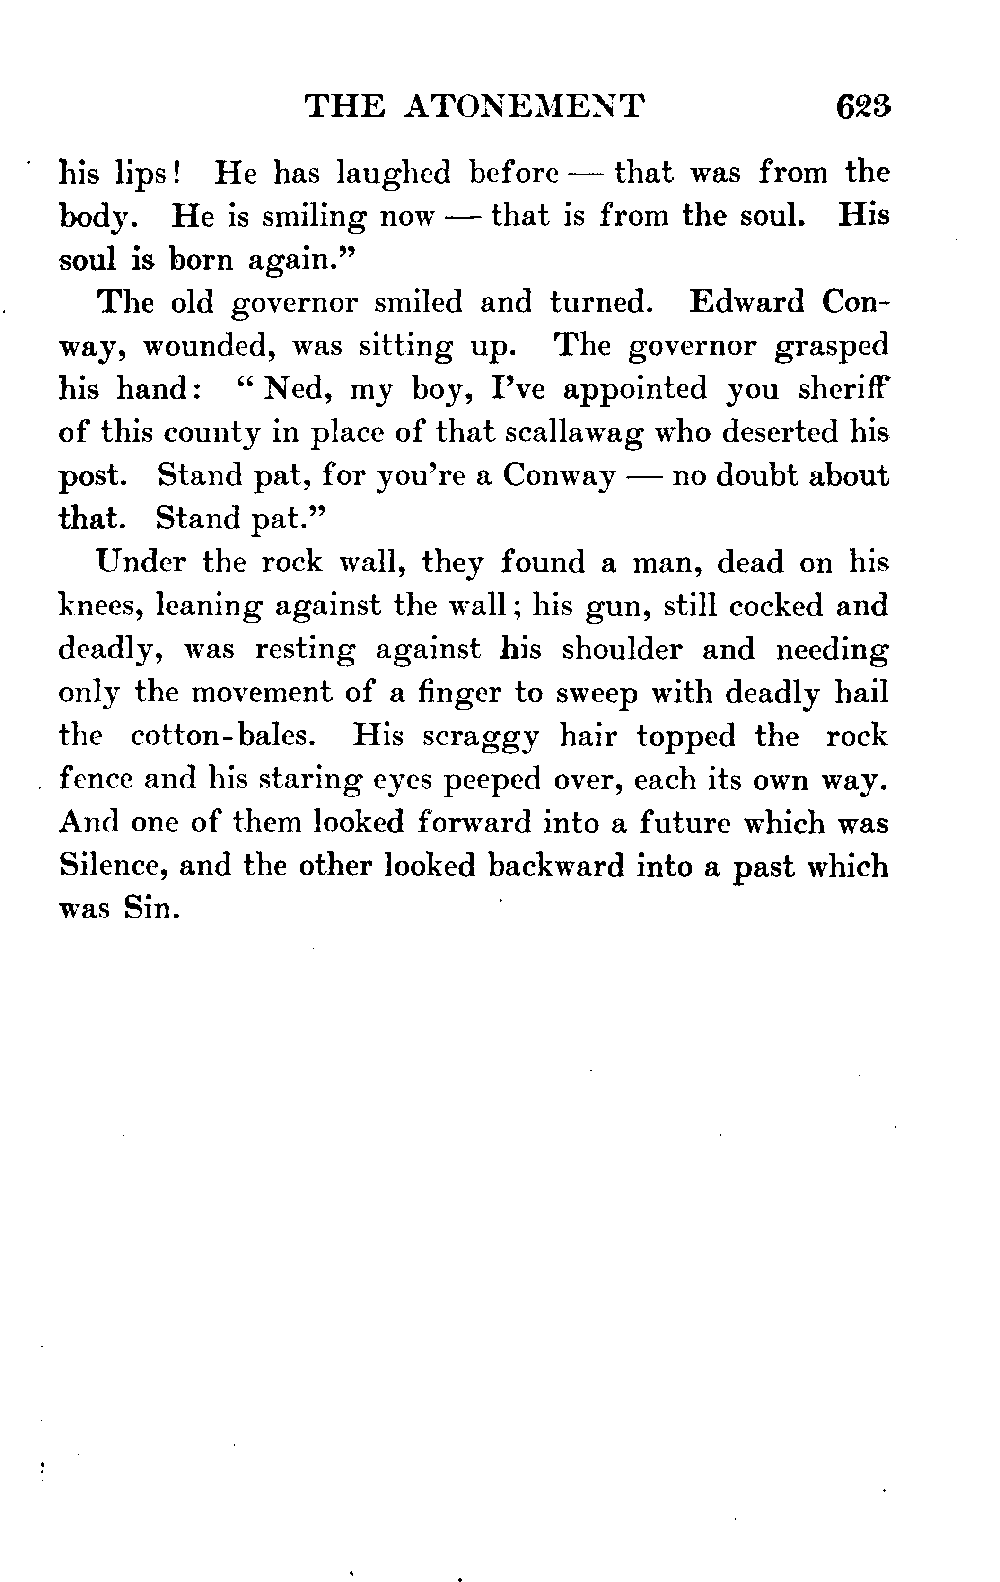 THE ATONEMENT 623
his lips! He has laughed before — that was from the
body. He is smiling now — that is from the soul. His
soul is born again.”
The old governor smiled and turned. Edward Con-
way, wounded, was sitting up. The governor grasped
his hand: “ Ned, my boy, I’ve appointed you sheriff
of this county in place of that scallawag who deserted his
post. Stand pat, for you’re a Conway — no doubt about
that. Stand pat.”
Under the rock wall, they found a man, dead on his
knees, leaning against the wall; his gun, still cocked and
deadly, was resting against his shoulder and needing
only the movement of a finger to sweep with deadly hail
the cotton-bales. His scraggy hair topped the rock
fence and his staring eyes peeped over, each its own way.
And one of them looked forward into a future which was
Silence, and the other looked backward into a past which
was Sin.